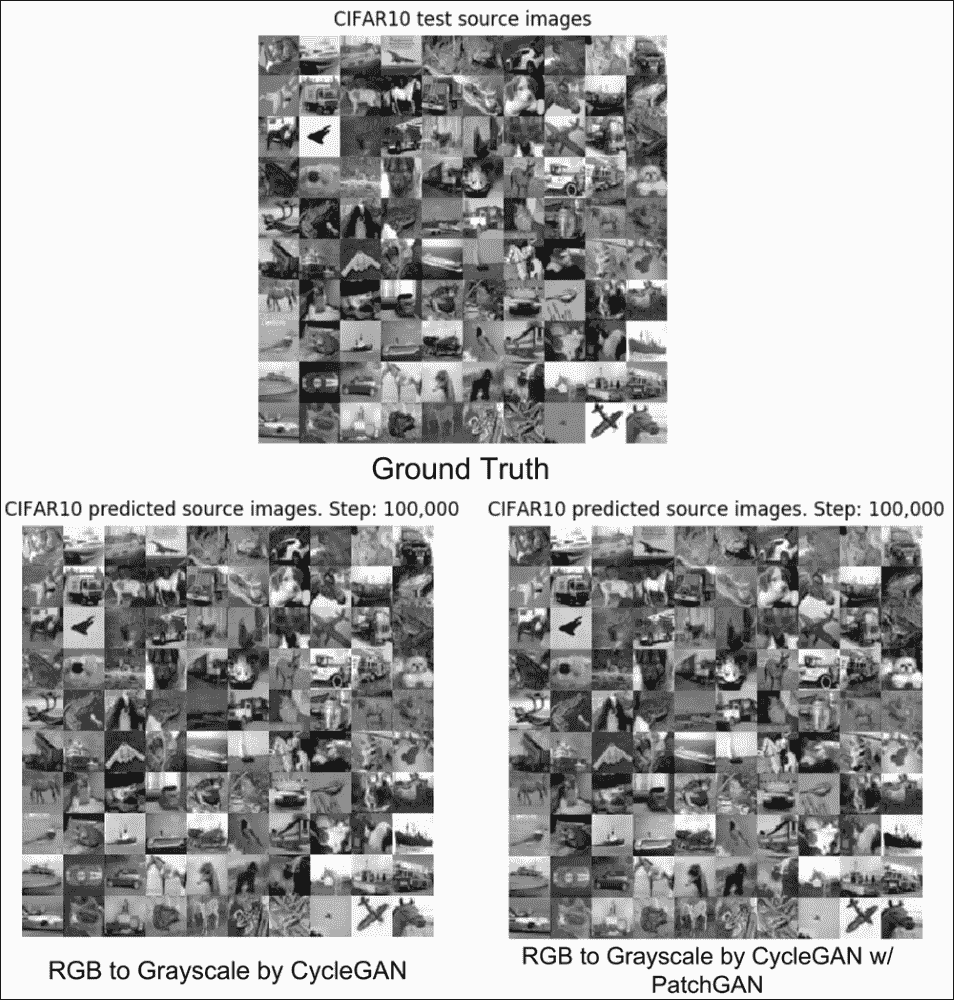 CIFAR10 test source images
Ground Truth
CIFAR10 predicted source images. Step: 100,000
CIFAR10 predicted source images. Step: 100,000
RGB to Grayscale by CycleGAN
RGB to Grayscale by CycleGAN w/
PatchGAN